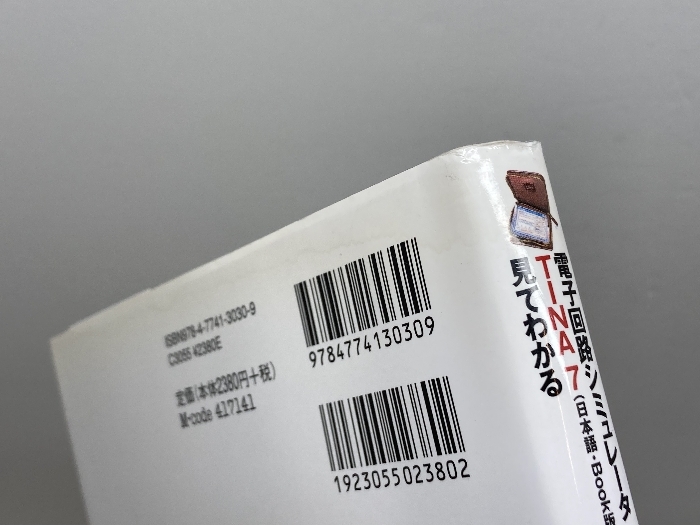 ISBN978-4-7741-3030-9
C3055 ¥2380E
定価(本体2380円+税)
M-code 417141
9784774130309
1923055023802
電子回路シミュレータ
TINA7(日本語・Book版
見てわかる